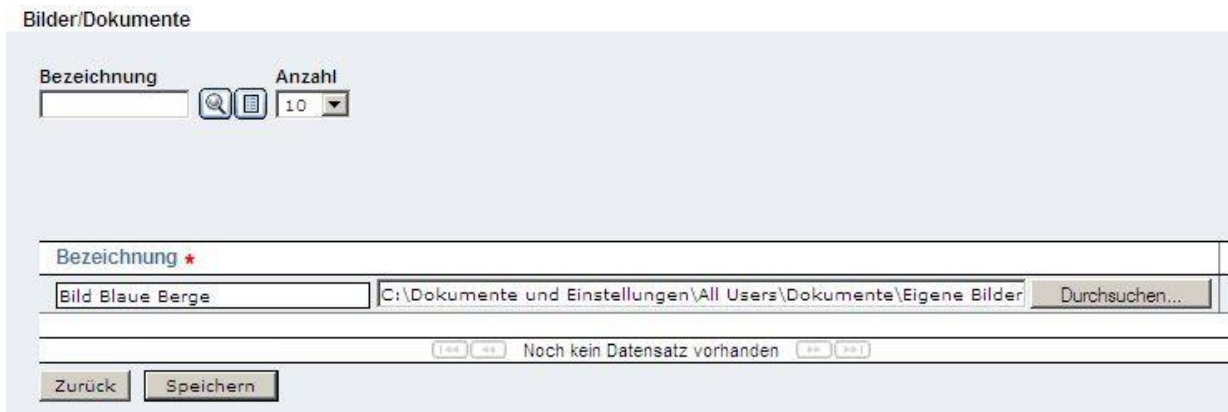 Bilder/Dokumente
Bezeichnung Anzahl
10
Bezeichnung *
Bild Blaue Berge C:\Dokumente und Einstellungen\All Users\Dokumente\Eigene Bilder Durchsuchen...
Noch kein Datensatz vorhanden
Zurück Speichern